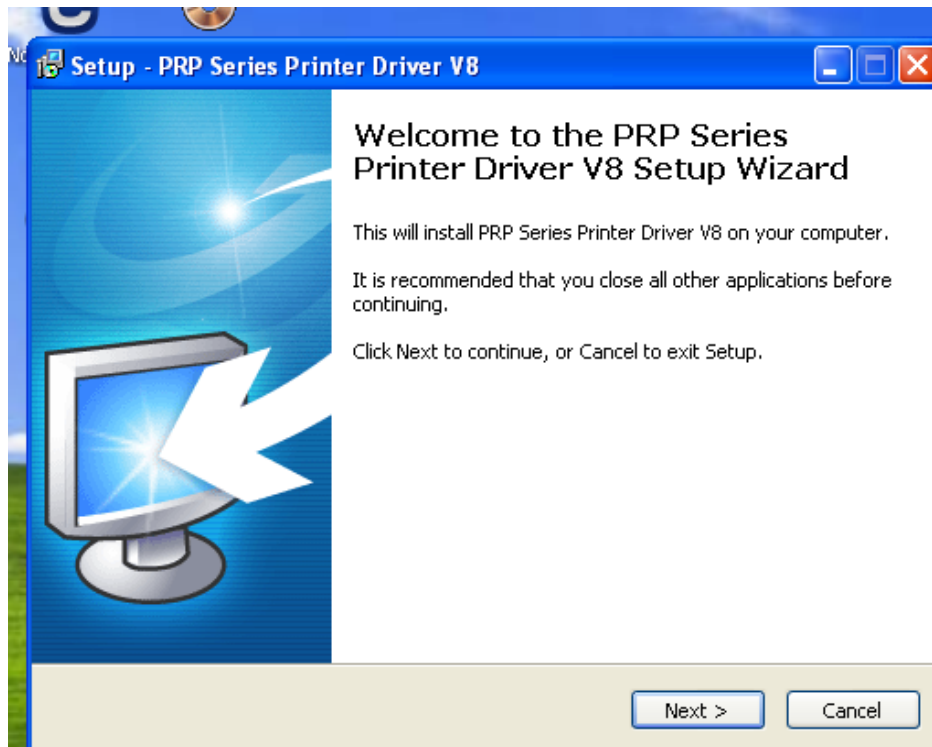 Setup - PRP Series Printer Driver V8
Welcome to the PRP Series
Printer Driver V8 Setup Wizard
This will install PRP Series Printer Driver V8 on your computer.
It is recommended that you close all other applications before
continuing.
Click Next to continue, or Cancel to exit Setup.
Next >
Cancel